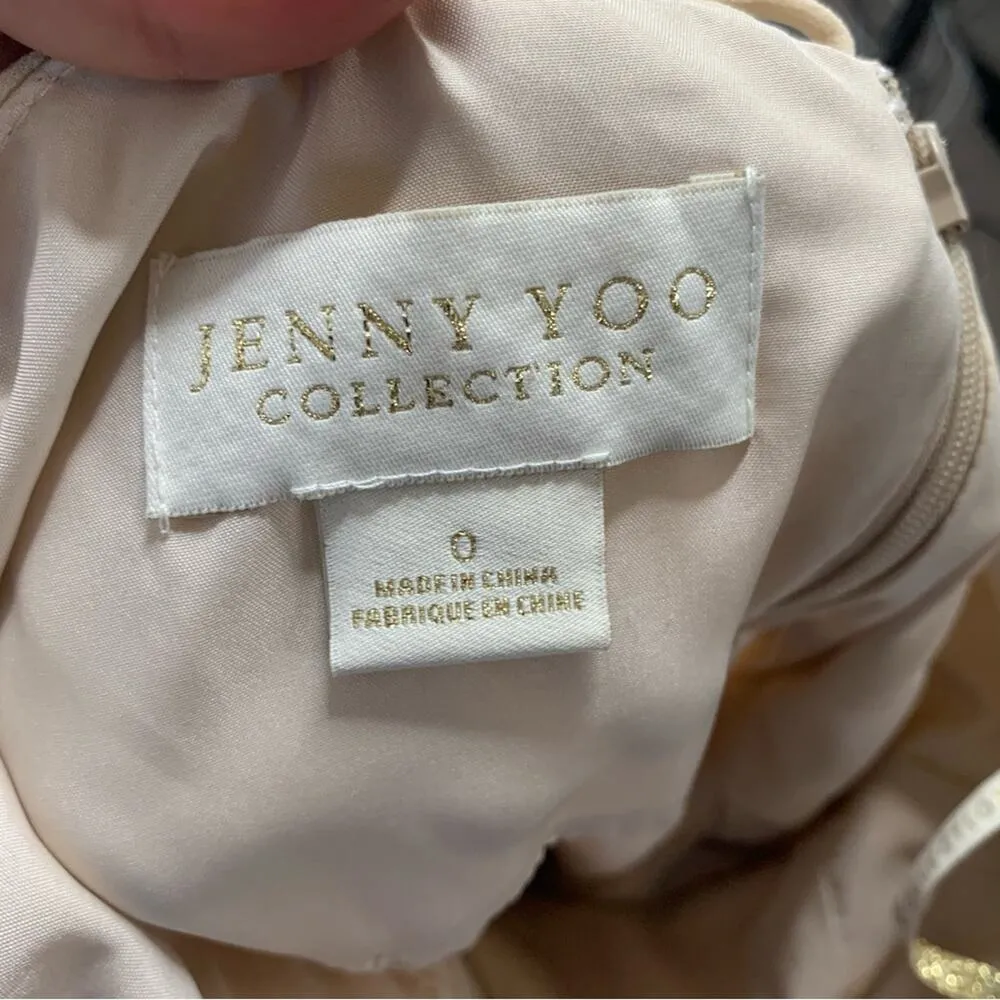 JENNY YOO
COLLECTION
0
MADE IN CHINA
FABRIQUE EN CHINE